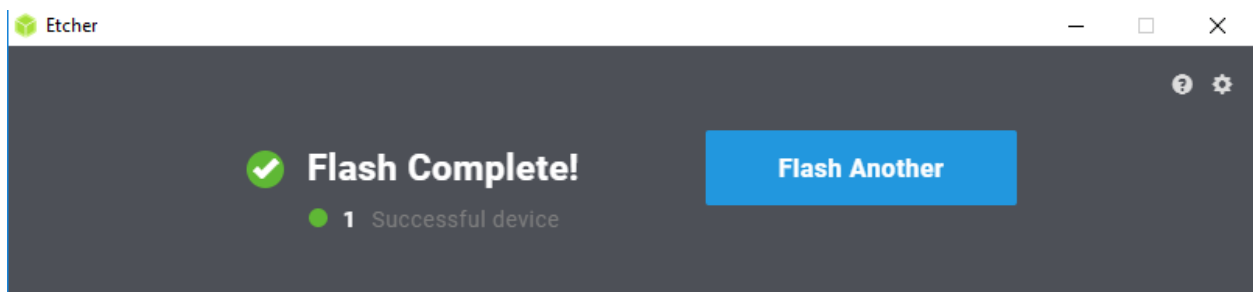 Etcher
Flash Complete!
Flash Another
1 Successful device